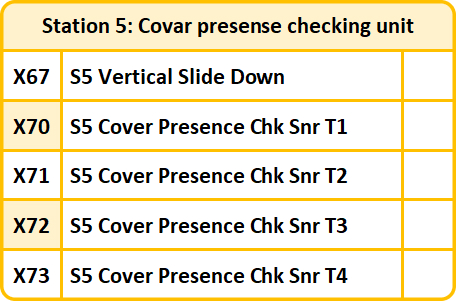 Station 5: Covar presense checking unit
X67 S5 Vertical Slide Down
X70 S5 Cover Presence Chk Snr T1
X71 S5 Cover Presence Chk Snr T2
X72 S5 Cover Presence Chk Snr T3
X73 S5 Cover Presence Chk Snr T4